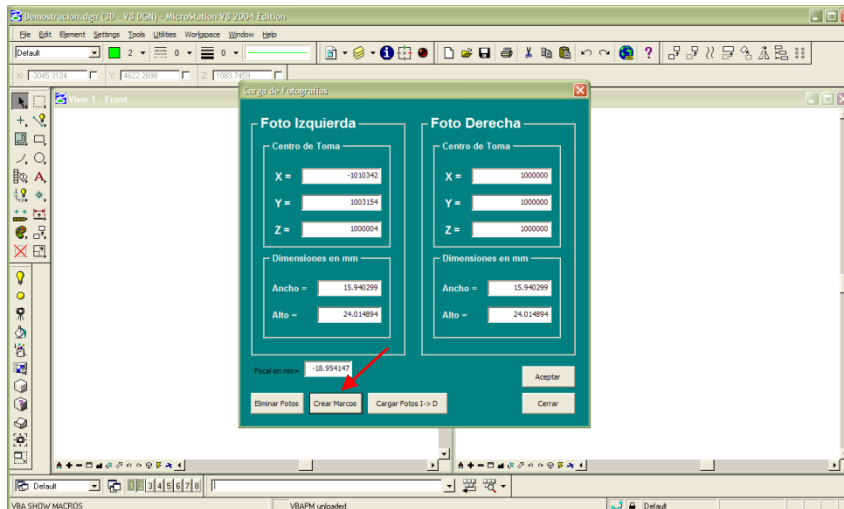 Demostracion.dgn (3D - V8 DGN) - MicroStation V8 2004 Edition
File Edit Element Settings Tools Utilities Workspace Window Help
Default 2 0 0
X: -3045.3124 Y: 4622.2698 Z: 1083.7459
View 1 - Front
Carga de Fotografías
Foto Izquierda
Centro de Toma
X = -1010342
Y = 1003154
Z = 1000004
Dimensiones en mm
Ancho = 15.940299
Alto = 24.014894
Foto Derecha
Centro de Toma
X = 1000000
Y = 1000000
Z = 1000000
Dimensiones en mm
Ancho = 15.940299
Alto = 24.014894
Focal en mm= -18.954147
Aceptar
Eliminar Fotos Crear Marcos Cargar Fotos I-> D Cerrar
Default 1 2 3 4 5 6 7 8
VBA SHOW MACROS VBAPM unloaded. Default